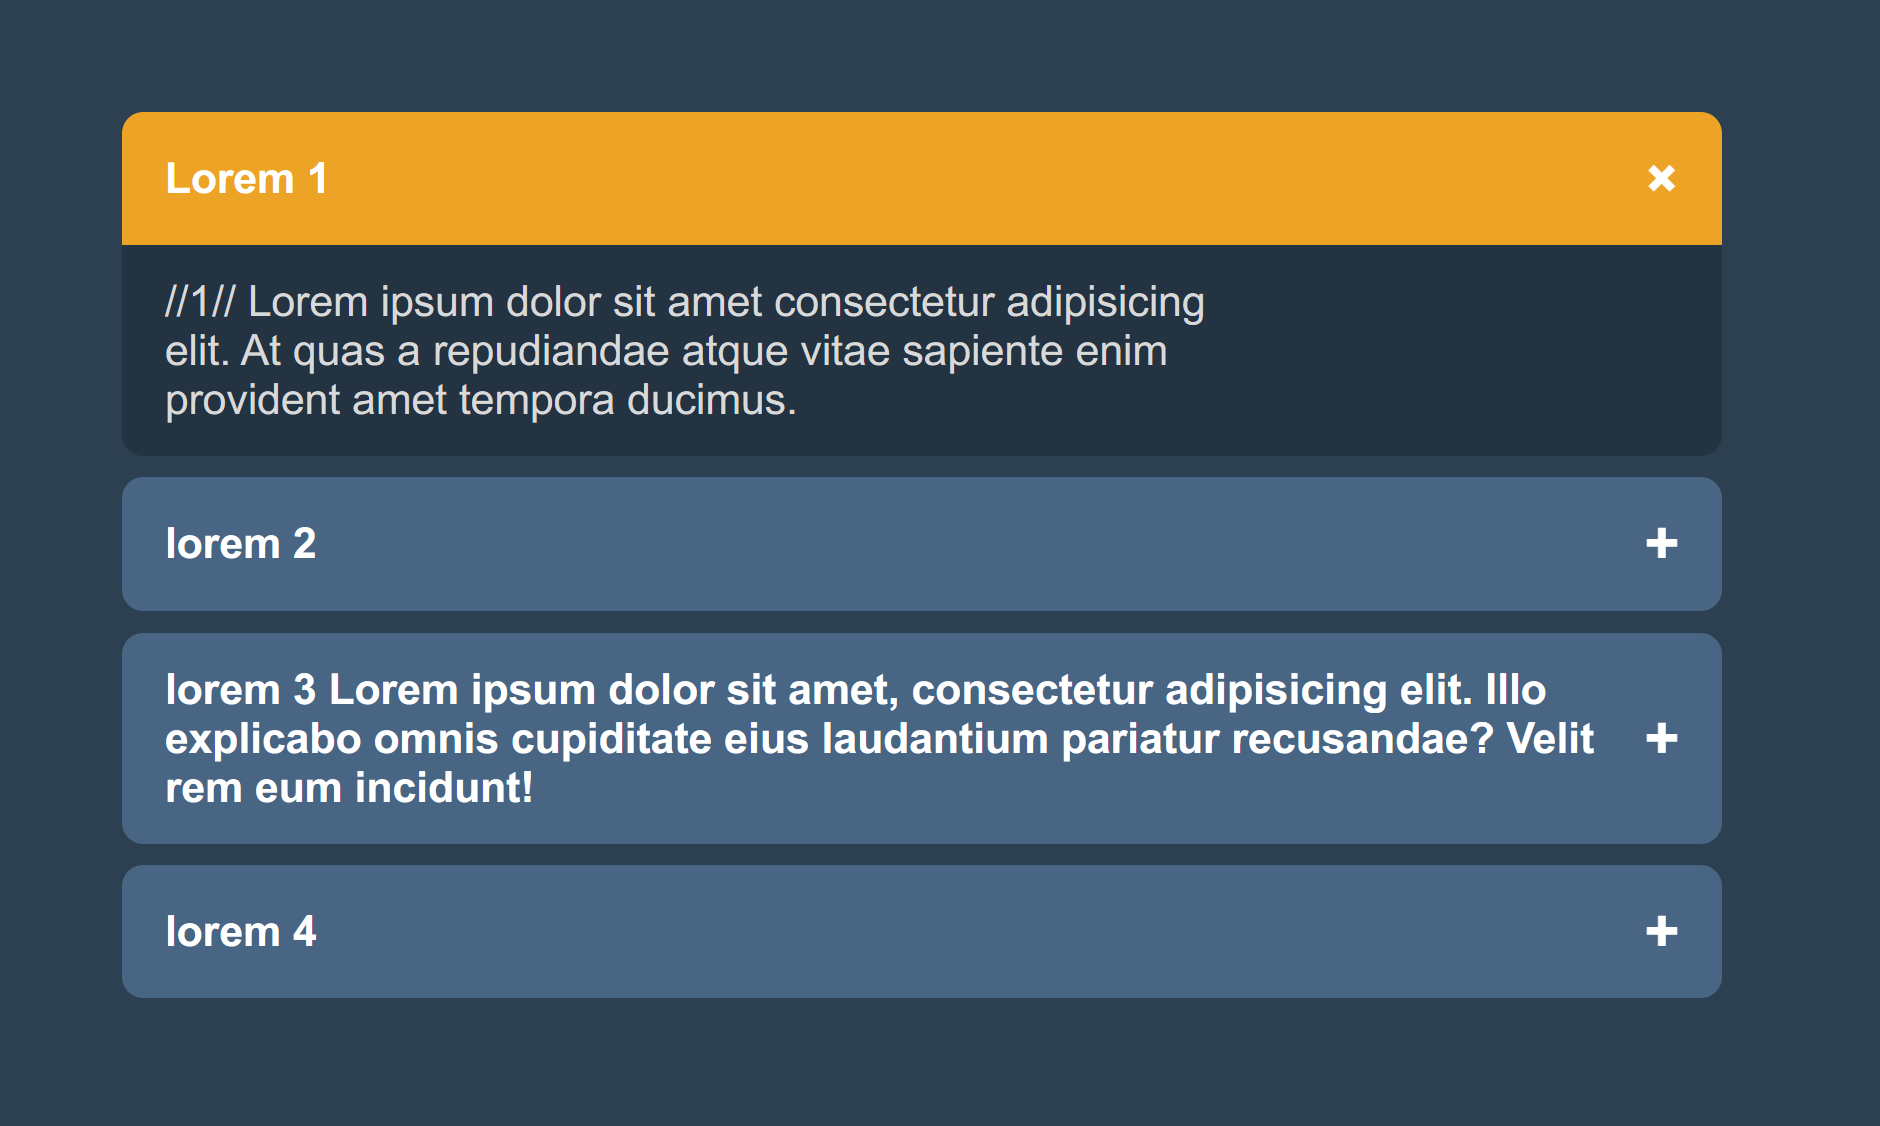 Lorem 1
//1// Lorem ipsum dolor sit amet consectetur adipisicing
elit. At quas a repudiandae atque vitae sapiente enim
provident amet tempora ducimus.
lorem 2
lorem 3 Lorem ipsum dolor sit amet, consectetur adipisicing elit. Illo
explicabo omnis cupiditate eius laudantium pariatur recusandae? Velit
rem eum incidunt!
lorem 4